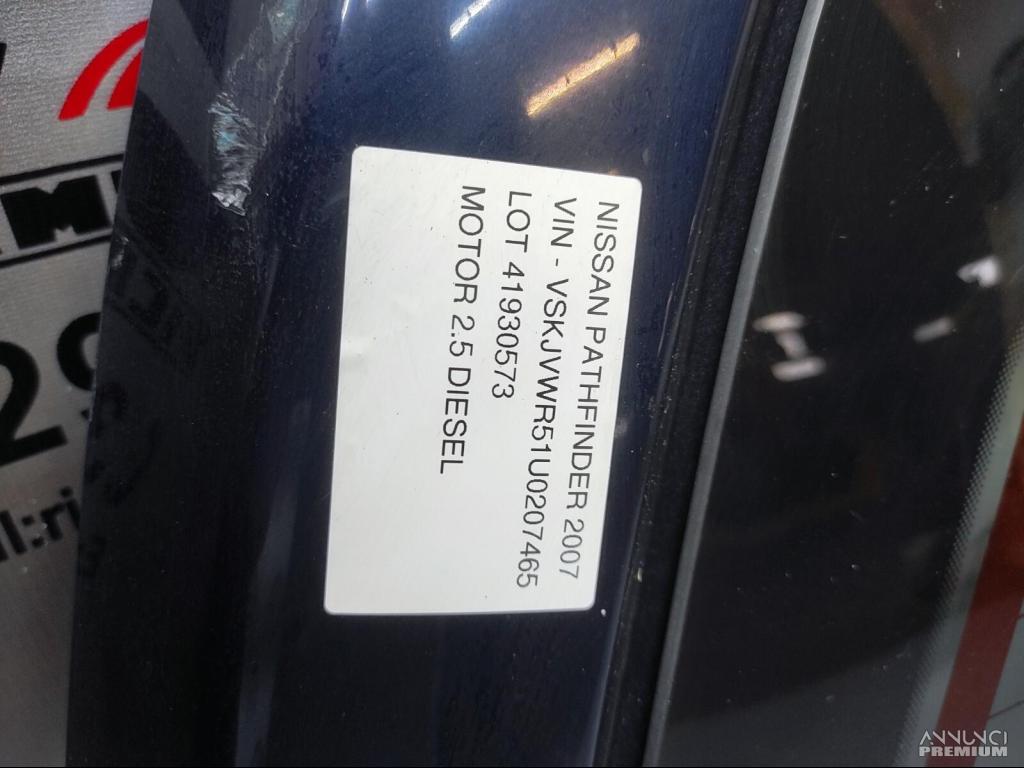 NISSAN PATHFINDER 2007
VIN - VSKJVWR51U0207465
LOT 41930573
MOTOR 2.5 DIESEL
ANNUNCI
PREMIUM